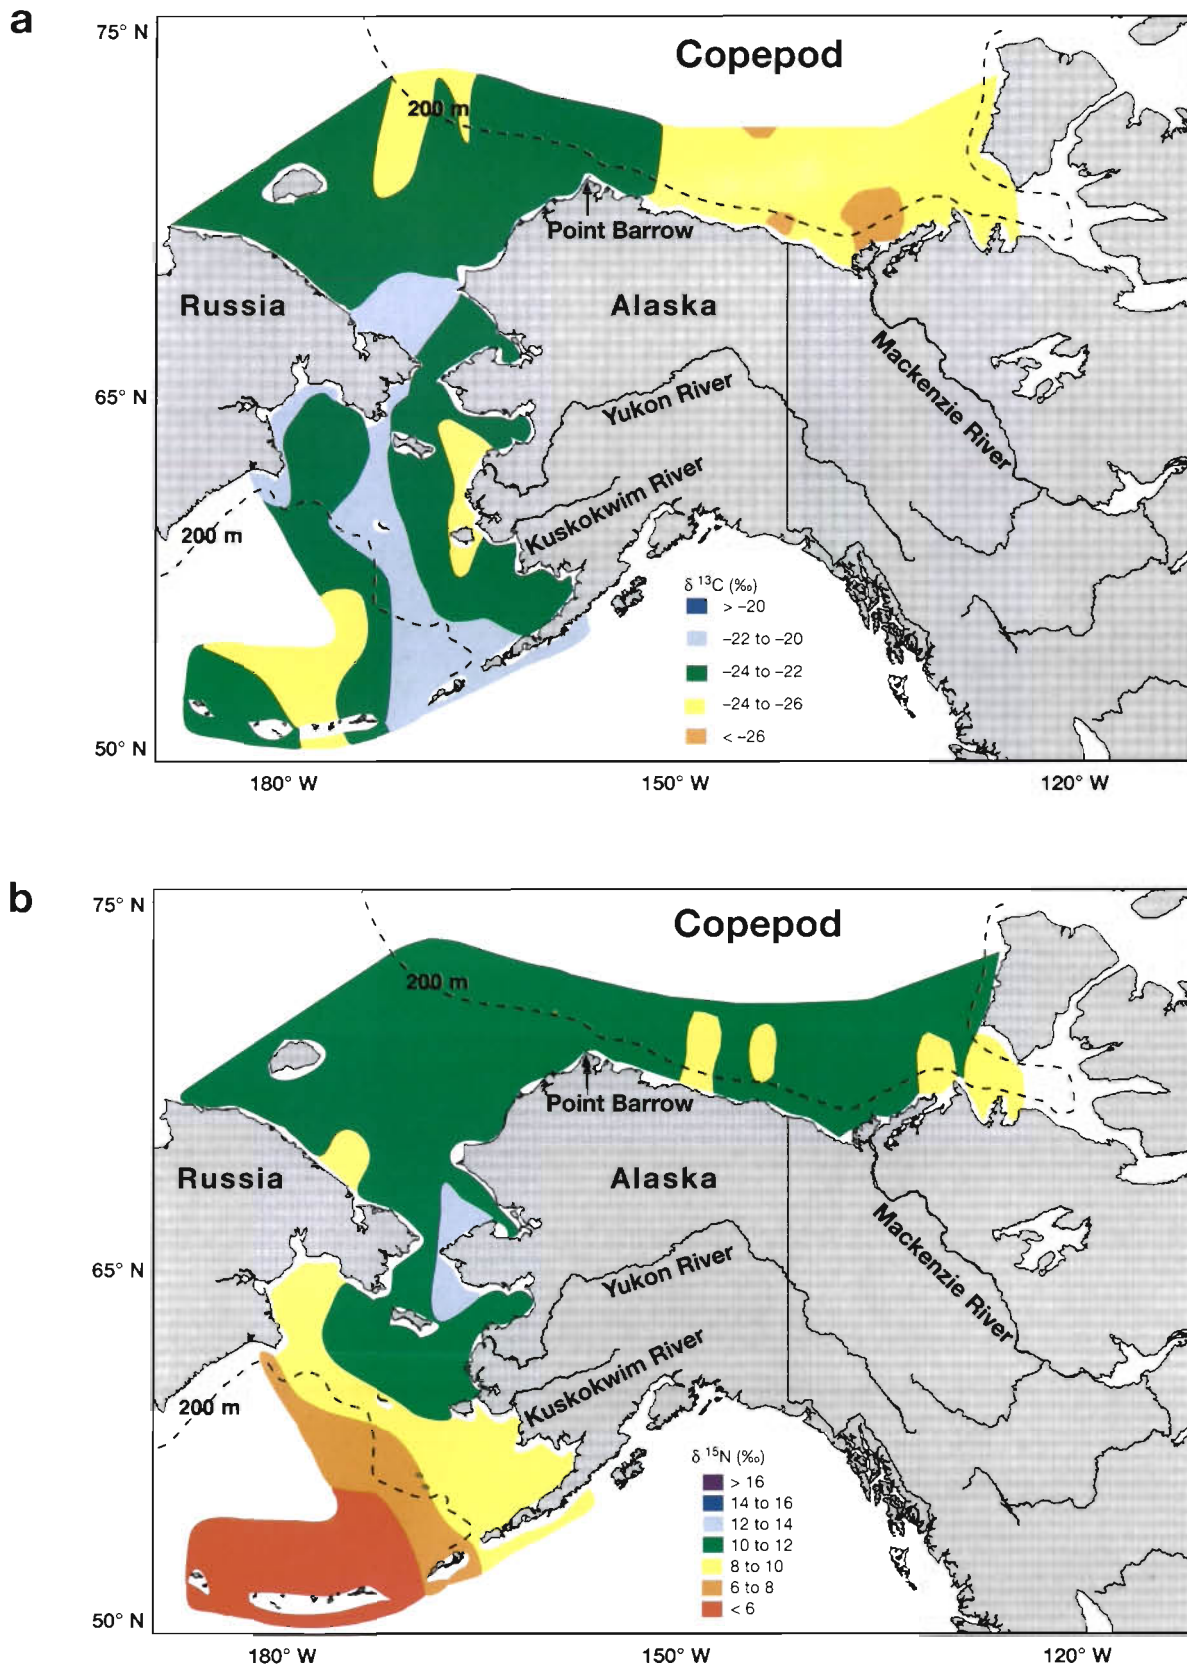 a
75° N
Copepod
200 m
Point Barrow
Russia
Alaska
Mackenzie River
65° N
Yukon River
Kuskokwim River
200 m
δ 13C (‰)
> –20
–22 to –20
–24 to –22
–24 to –26
< –26
50° N
180° W
150° W
120° W
b
75° N
Copepod
200 m
Point Barrow
Russia
Alaska
Mackenzie River
65° N
Yukon River
Kuskokwim River
200 m
δ 15N (‰)
> 16
14 to 16
12 to 14
10 to 12
8 to 10
6 to 8
< 6
50° N
180° W
150° W
120° W